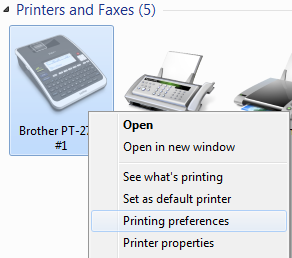 Printers and Faxes (5)
Brother PT-27
#1
Open
Open in new window
See what's printing
Set as default printer
Printing preferences
Printer properties